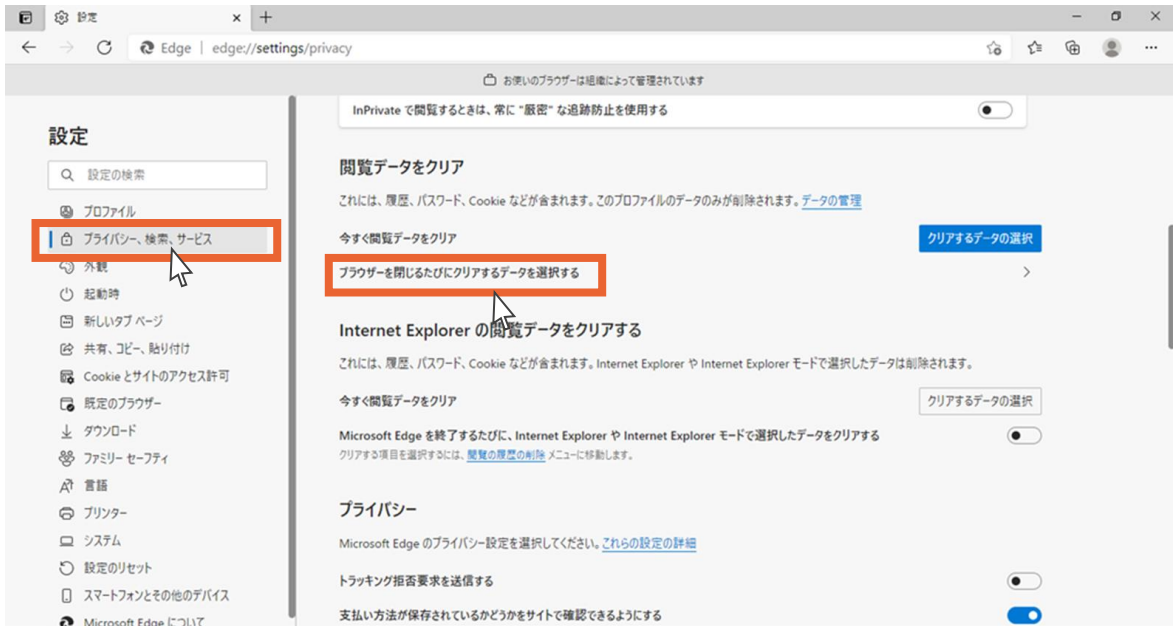 設定
Edge | edge://settings/privacy
お使いのブラウザーは組織によって管理されています
設定
設定の検索
プロファイル
プライバシー、検索、サービス
外観
起動時
新しいタブ ページ
共有、コピー、貼り付け
Cookie とサイトのアクセス許可
既定のブラウザー
ダウンロード
ファミリー セーフティ
言語
プリンター
システム
設定のリセット
スマートフォンとその他のデバイス
Microsoft Edge について
InPrivate で閲覧するときは、常に "厳密" な追跡防止を使用する
閲覧データをクリア
これには、履歴、パスワード、Cookie などが含まれます。このプロファイルのデータのみが削除されます。データの管理
今すぐ閲覧データをクリア
クリアするデータの選択
ブラウザーを閉じるたびにクリアするデータを選択する
Internet Explorer の閲覧データをクリアする
これには、履歴、パスワード、Cookie などが含まれます。Internet Explorer や Internet Explorer モードで選択したデータは削除されます。
今すぐ閲覧データをクリア
クリアするデータの選択
Microsoft Edge を終了するたびに、Internet Explorer や Internet Explorer モードで選択したデータをクリアする
クリアする項目を選択するには、閲覧の履歴の削除 メニューに移動します。
プライバシー
Microsoft Edge のプライバシー設定を選択してください。これらの設定の詳細
トラッキング拒否要求を送信する
支払い方法が保存されているかどうかをサイトで確認できるようにする